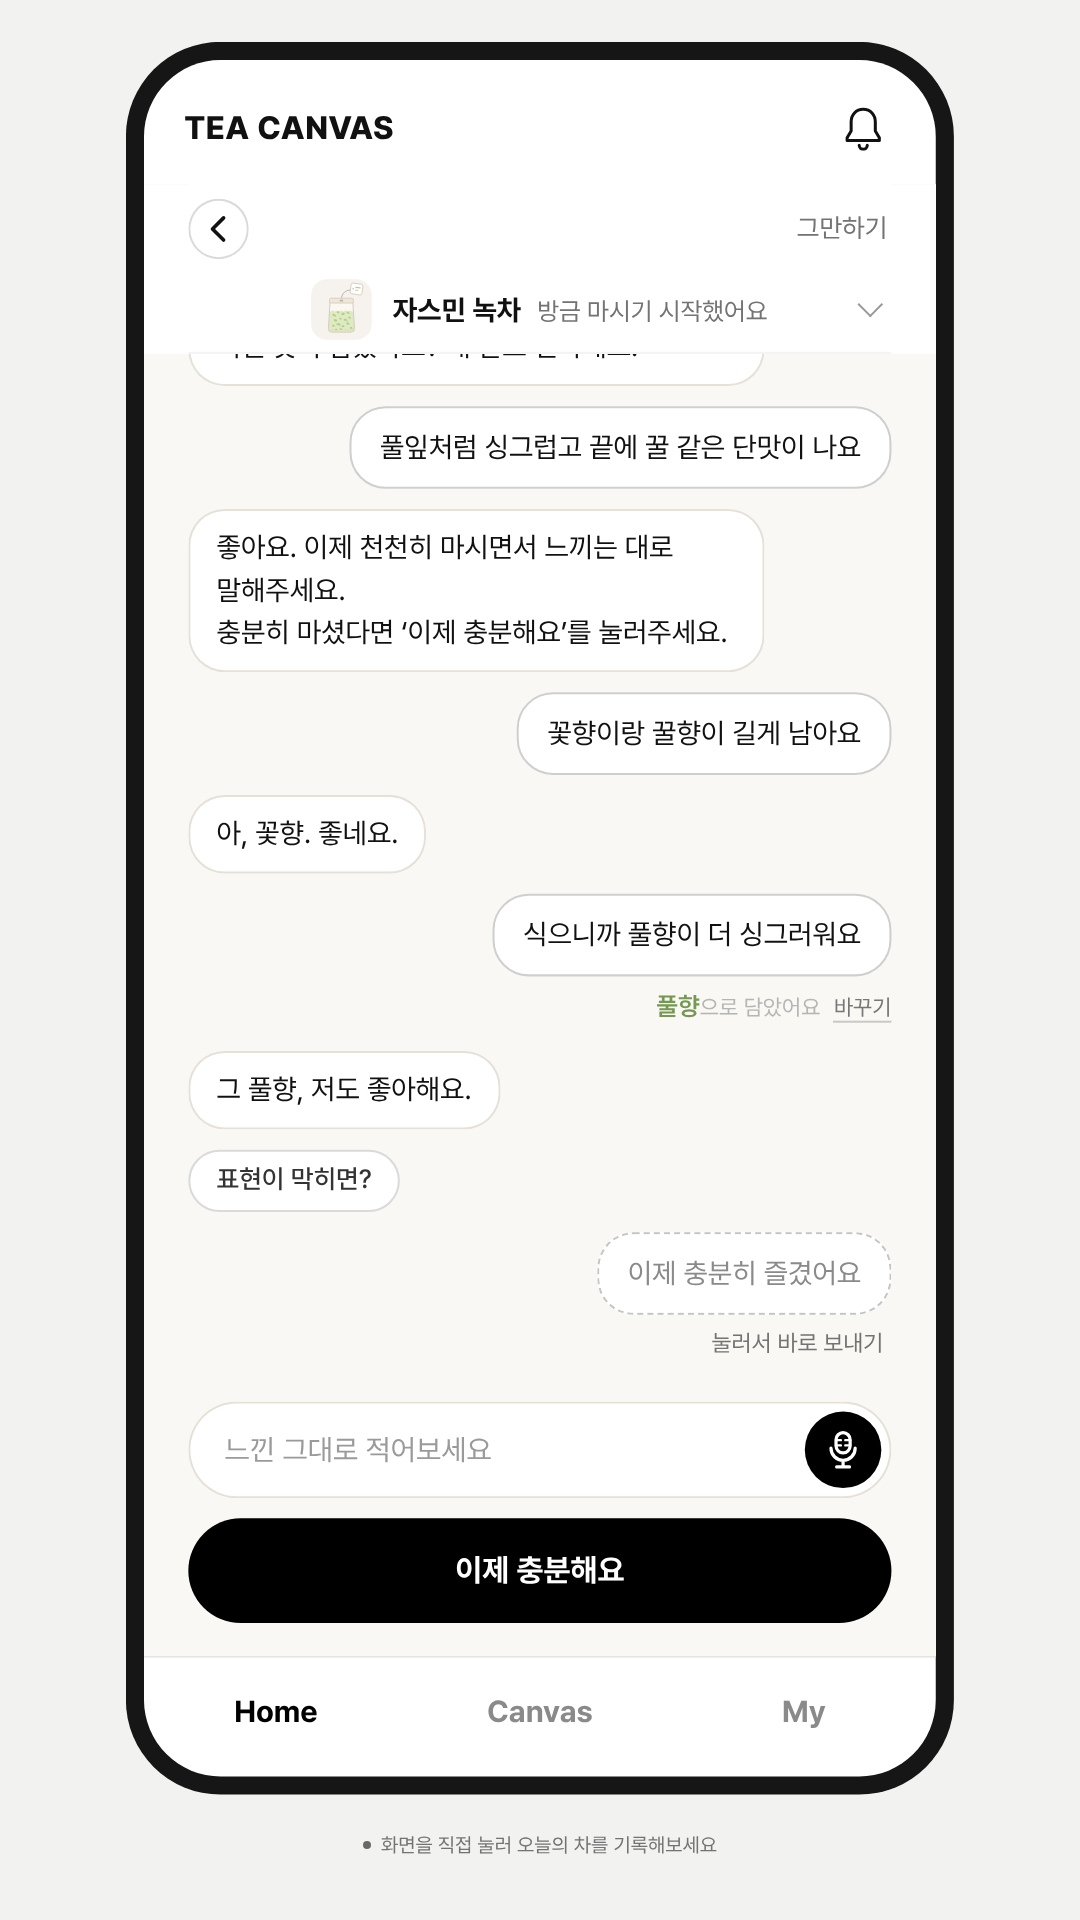 TEA CANVAS
그만하기
자스민 녹차 방금 마시기 시작했어요
풀잎처럼 싱그럽고 끝에 꿀 같은 단맛이 나요
좋아요. 이제 천천히 마시면서 느끼는 대로
말해주세요.
충분히 마셨다면 ‘이제 충분해요’를 눌러주세요.
꽃향이랑 꿀향이 길게 남아요
아, 꽃향. 좋네요.
식으니까 풀향이 더 싱그러워요
풀향으로 담았어요 바꾸기
그 풀향, 저도 좋아해요.
표현이 막히면?
이제 충분히 즐겼어요
눌러서 바로 보내기
느낀 그대로 적어보세요
이제 충분해요
Home Canvas My
화면을 직접 눌러 오늘의 차를 기록해보세요